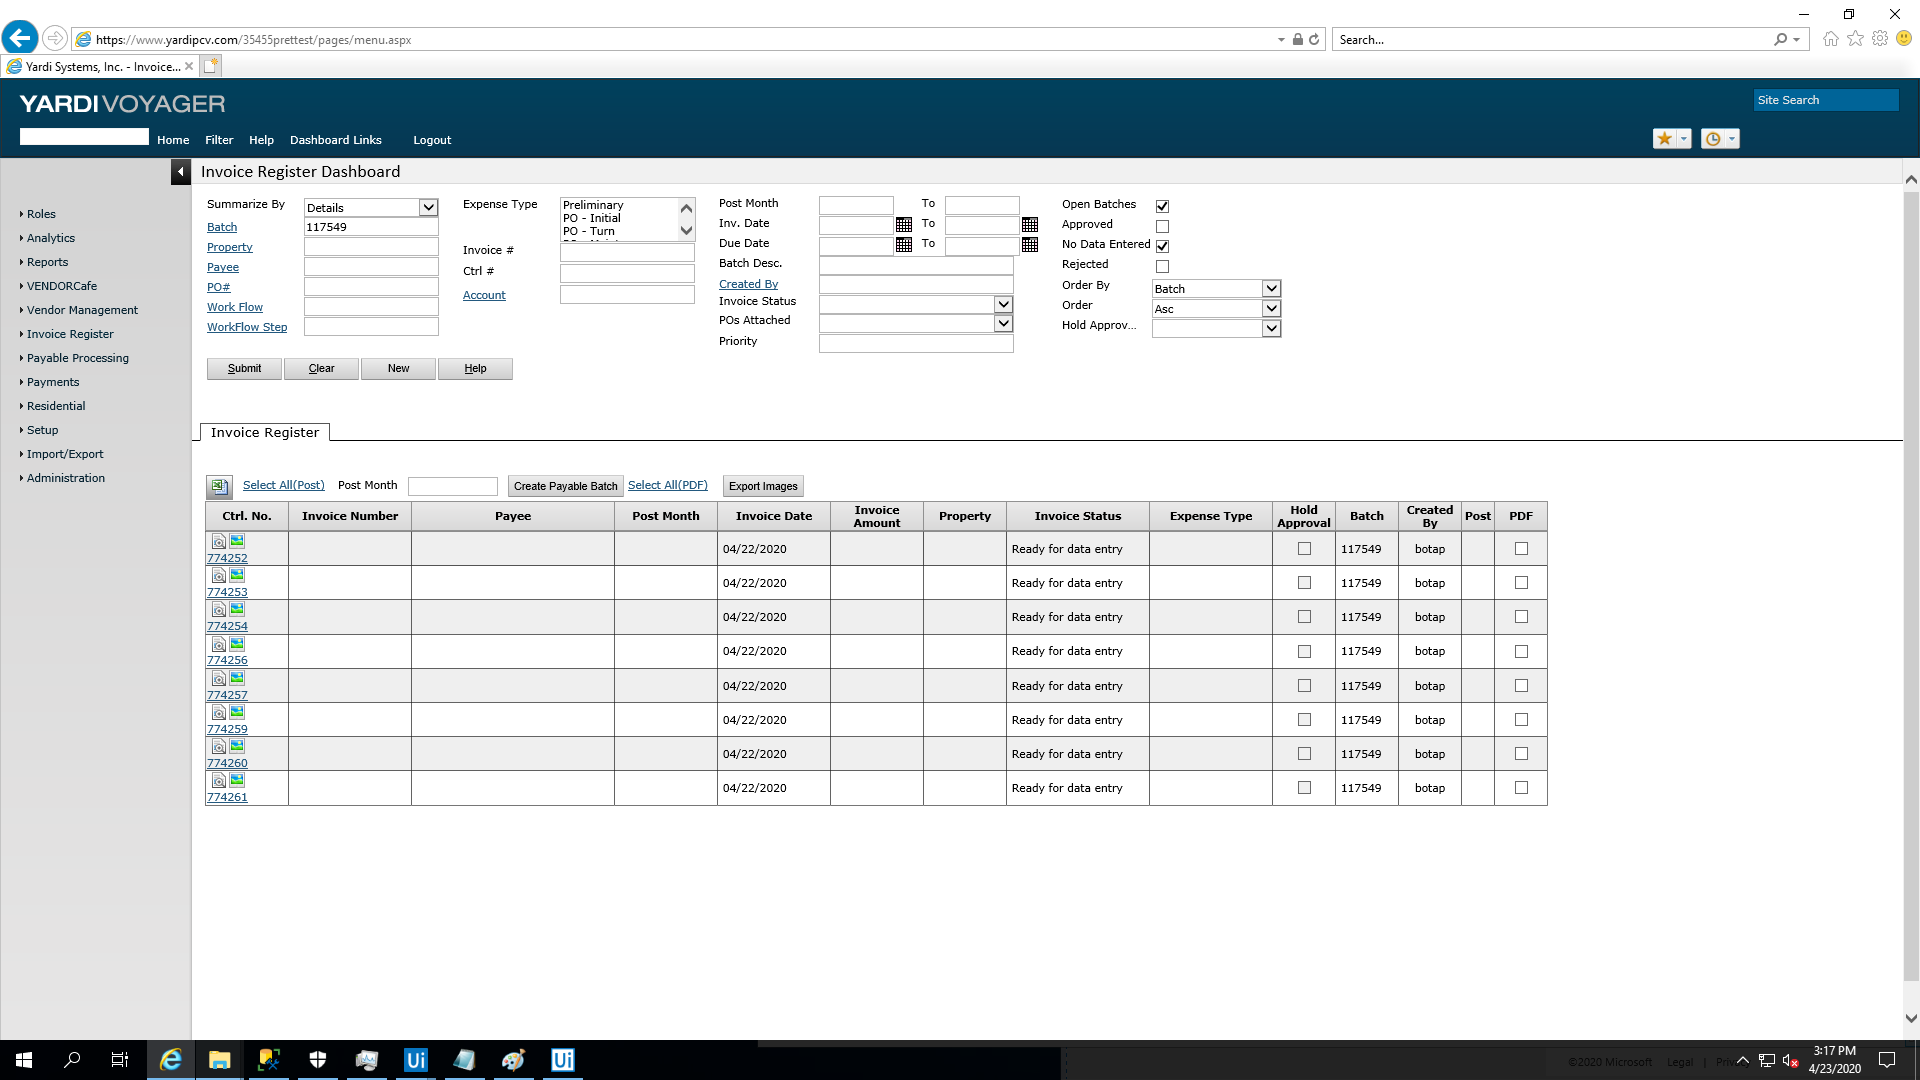 https://www.yardipcv.com/35455prettest/pages/menu.aspx
Search...
Yardi Systems, Inc. - Invoice...
YARDI VOYAGER
Site Search
Home Filter Help Dashboard Links Logout
Invoice Register Dashboard
Roles
Analytics
Reports
VENDORCafe
Vendor Management
Invoice Register
Payable Processing
Payments
Residential
Setup
Import/Export
Administration
Summarize By Details
Batch 117549
Property
Payee
PO#
Work Flow
WorkFlow Step
Expense Type
Preliminary
PO - Initial
PO - Turn
Invoice #
Ctrl #
Account
Post Month To
Inv. Date To
Due Date To
Batch Desc.
Created By
Invoice Status
POs Attached
Priority
Open Batches
Approved
No Data Entered
Rejected
Order By Batch
Order Asc
Hold Approv...
Submit Clear New Help
Invoice Register
Select All(Post) Post Month Create Payable Batch Select All(PDF) Export Images
Ctrl. No. Invoice Number Payee Post Month Invoice Date Invoice Amount Property Invoice Status Expense Type Hold Approval Batch Created By Post PDF
774252 04/22/2020 Ready for data entry 117549 botap
774253 04/22/2020 Ready for data entry 117549 botap
774254 04/22/2020 Ready for data entry 117549 botap
774256 04/22/2020 Ready for data entry 117549 botap
774257 04/22/2020 Ready for data entry 117549 botap
774259 04/22/2020 Ready for data entry 117549 botap
774260 04/22/2020 Ready for data entry 117549 botap
774261 04/22/2020 Ready for data entry 117549 botap
Ui
Ui
©2020 Microsoft Legal
3:17 PM
4/23/2020